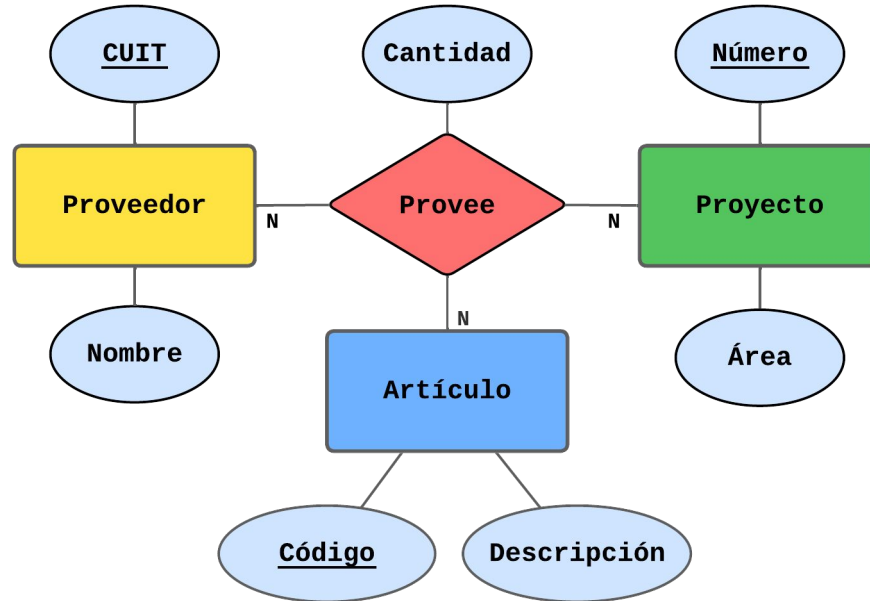 CUIT
Cantidad
Número
Proveedor
Provee
Proyecto
N
N
N
Nombre
Área
Artículo
Código
Descripción